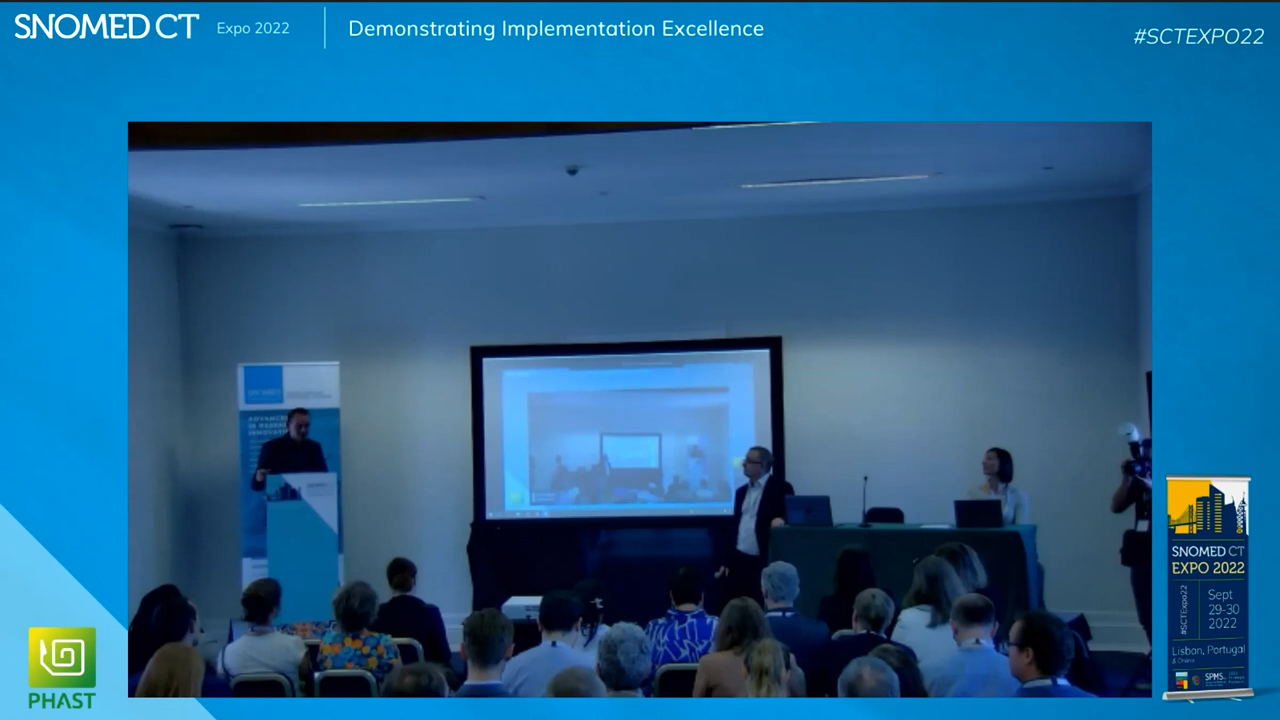 SNOMED CT Expo 2022 Demonstrating Implementation Excellence
#SCTEXPO22
SNOMED CT
EXPO 2022
#SCTExpo22
Sept
29-30
2022
Lisbon, Portugal
& Online
SPMS
PHAST